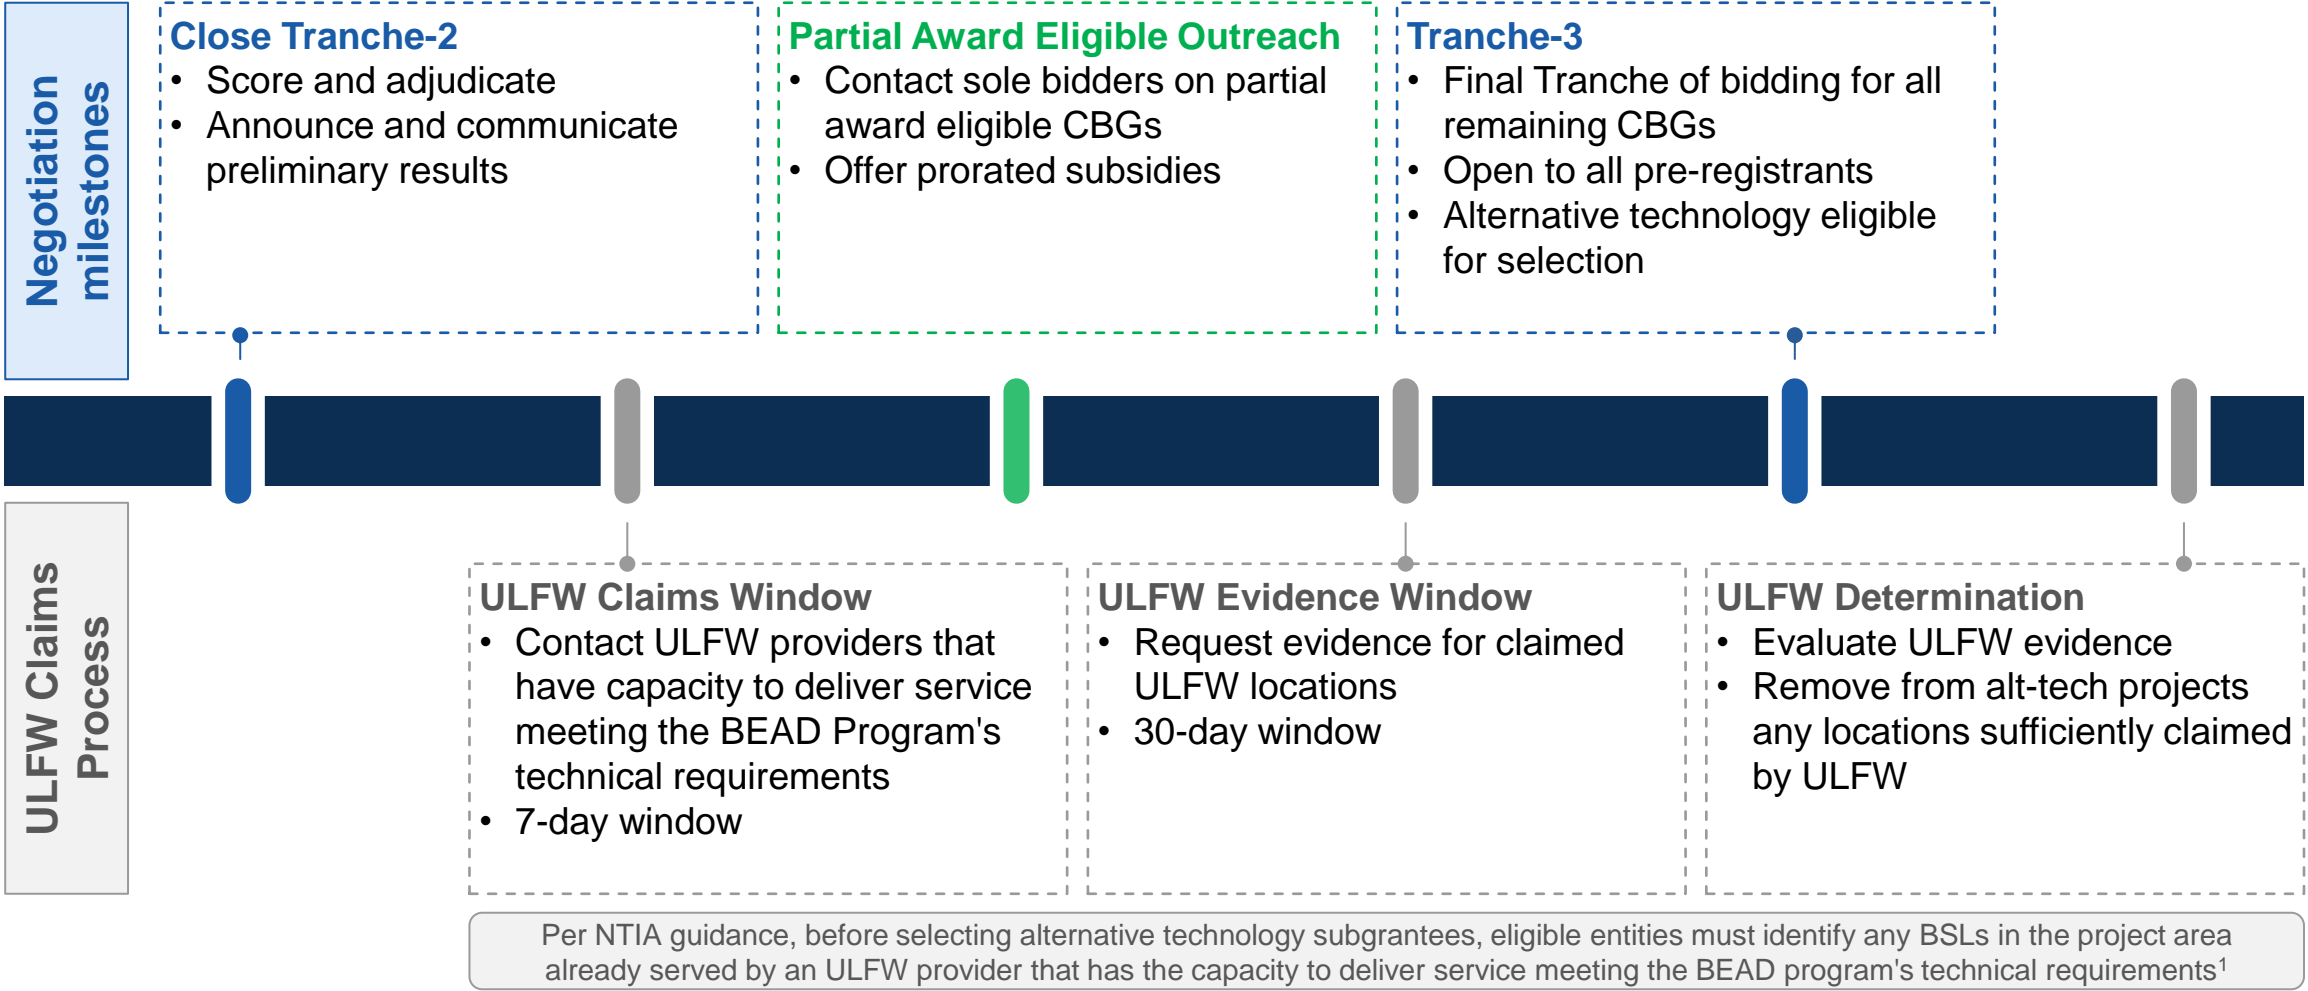 Negotiation
milestones
Close Tranche-2
• Score and adjudicate
• Announce and communicate
preliminary results
Partial Award Eligible Outreach
• Contact sole bidders on partial
award eligible CBGs
• Offer prorated subsidies
Tranche-3
• Final Tranche of bidding for all
remaining CBGs
• Open to all pre-registrants
• Alternative technology eligible
for selection
ULFW Claims
Process
ULFW Claims Window
• Contact ULFW providers that
have capacity to deliver service
meeting the BEAD Program's
technical requirements
• 7-day window
ULFW Evidence Window
• Request evidence for claimed
ULFW locations
• 30-day window
ULFW Determination
• Evaluate ULFW evidence
• Remove from alt-tech projects
any locations sufficiently claimed
by ULFW
Per NTIA guidance, before selecting alternative technology subgrantees, eligible entities must identify any BSLs in the project area
already served by an ULFW provider that has the capacity to deliver service meeting the BEAD program's technical requirements¹